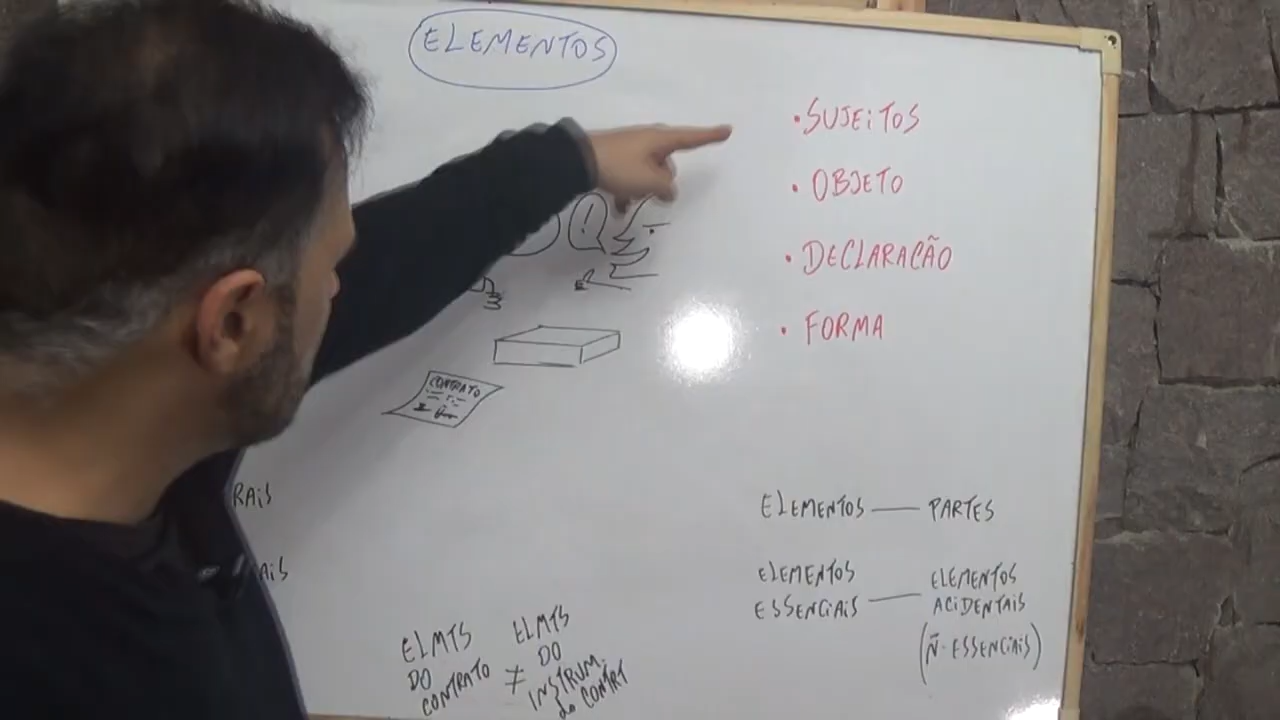 ELEMENTOS
• SUJEITOS
• OBJETO
• DECLARAÇÃO
• FORMA
CONTRATO
RAIS
AIS
ELEMENTOS — PARTES
ELEMENTOS
ESSENCIAIS — ELEMENTOS
ACIDENTAIS
(Ñ-ESSENCIAIS)
ELMTS
DO
CONTRATO
≠
ELMTS
DO
INSTRUM.
do CONTRT